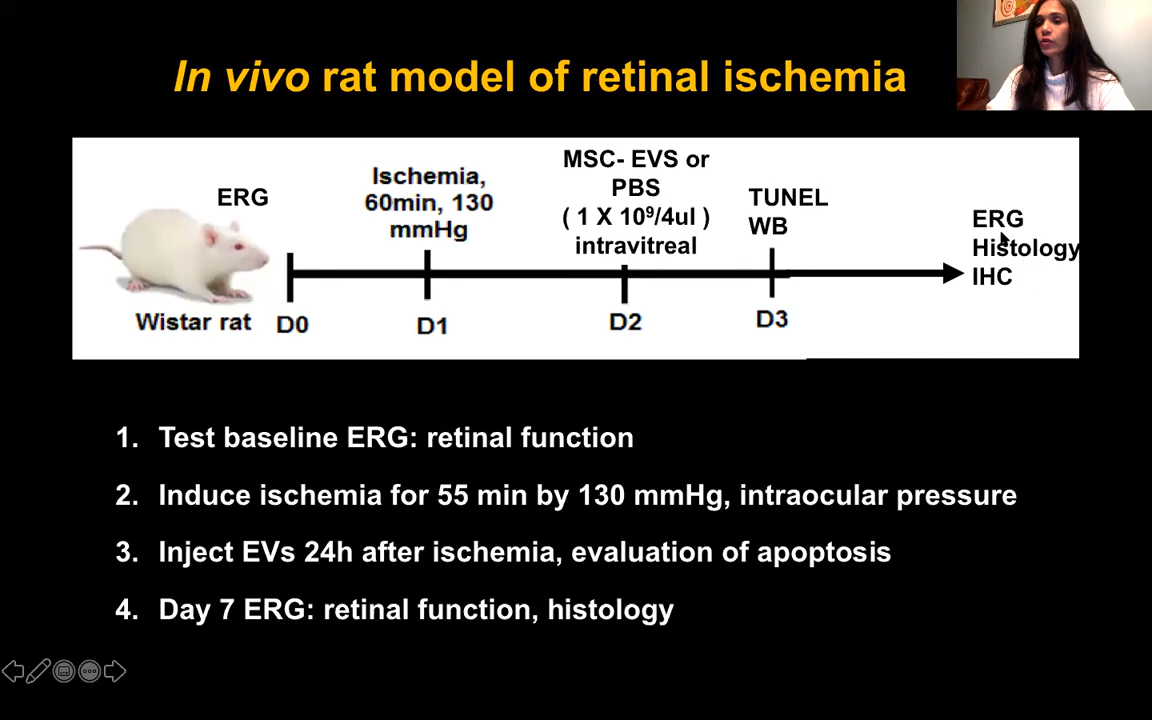 In vivo rat model of retinal ischemia
ERG
Ischemia,
60min, 130
mmHg
MSC- EVS or
PBS
( 1 X 10⁹/4ul )
intravitreal
TUNEL
WB
ERG
Histology
IHC
Wistar rat
D0
D1
D2
D3
1. Test baseline ERG: retinal function
2. Induce ischemia for 55 min by 130 mmHg, intraocular pressure
3. Inject EVs 24h after ischemia, evaluation of apoptosis
4. Day 7 ERG: retinal function, histology